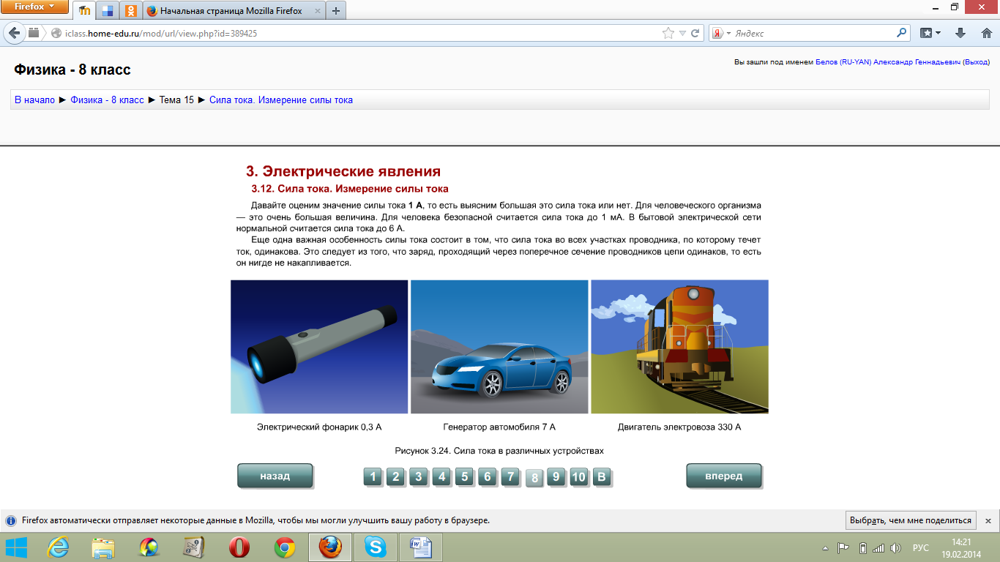 Firefox
Начальная страница Mozilla Firefox
iclass.home-edu.ru/mod/url/view.php?id=389425
Яндекс
Физика - 8 класс
Вы зашли под именем Белов (RU-YAN) Александр Геннадьевич (Выход)
В начало ► Физика - 8 класс ► Тема 15 ► Сила тока. Измерение силы тока
3. Электрические явления
3.12. Сила тока. Измерение силы тока
Давайте оценим значение силы тока 1 А, то есть выясним большая это сила тока или нет. Для человеческого организма
— это очень большая величина. Для человека безопасной считается сила тока до 1 мА. В бытовой электрической сети
нормальной считается сила тока до 6 А.
Еще одна важная особенность силы тока состоит в том, что сила тока во всех участках проводника, по которому течет
ток, одинакова. Это следует из того, что заряд, проходящий через поперечное сечение проводников цепи одинаков, то есть
он нигде не накапливается.
Электрический фонарик 0,3 А
Генератор автомобиля 7 А
Двигатель электровоза 330 А
Рисунок 3.24. Сила тока в различных устройствах
назад
1 2 3 4 5 6 7 8 9 10 В
вперед
Firefox автоматически отправляет некоторые данные в Mozilla, чтобы мы могли улучшить вашу работу в браузере.
Выбрать, чем мне поделиться
РУС
14:21
19.02.2014